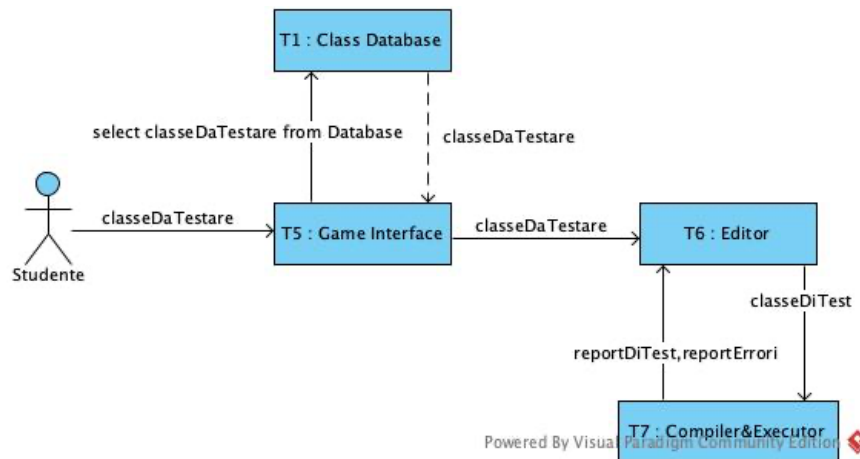 T1 : Class Database
select classeDaTestare from Database
classeDaTestare
classeDaTestare
T5 : Game Interface
classeDaTestare
T6 : Editor
Studente
classeDiTest
reportDiTest,reportErrori
T7 : Compiler&Executor
Powered By Visual Paradigm Community Edition